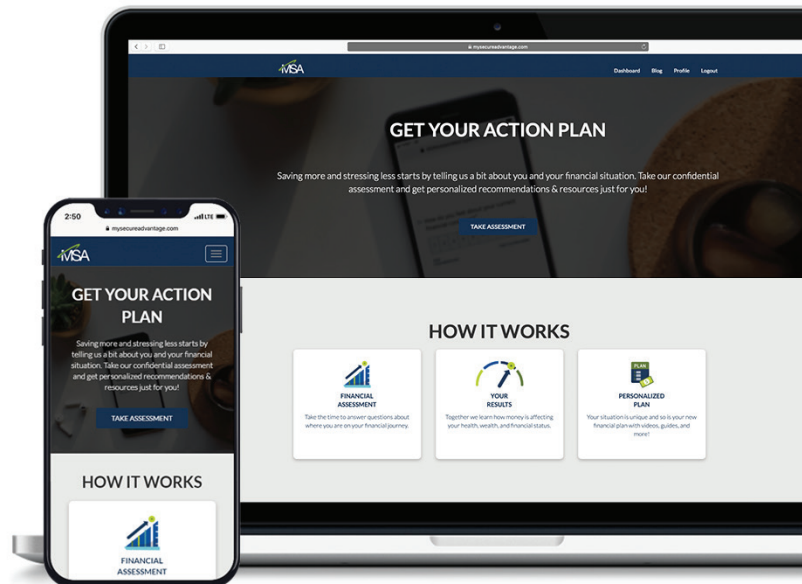 mysecureadvantage.com
MSA
Dashboard Blog Profile Logout
GET YOUR ACTION PLAN
Saving more and stressing less starts by telling us a bit about you and your financial situation. Take our confidential
assessment and get personalized recommendations & resources just for you!
TAKE ASSESSMENT
HOW IT WORKS
FINANCIAL
ASSESSMENT
Take the time to answer questions about
where you are on your financial journey.
YOUR
RESULTS
Together we learn how money is affecting
your health, wealth, and financial status.
PLAN
PERSONALIZED
PLAN
Your situation is unique and so is your new
financial plan with videos, guides, and
more!
2:50 LTE
mysecureadvantage.com
MSA
GET YOUR ACTION
PLAN
Saving more and stressing less starts by
telling us a bit about you and your financial
situation. Take our confidential assessment
and get personalized recommendations &
resources just for you!
TAKE ASSESSMENT
HOW IT WORKS
FINANCIAL
ASSESSMENT